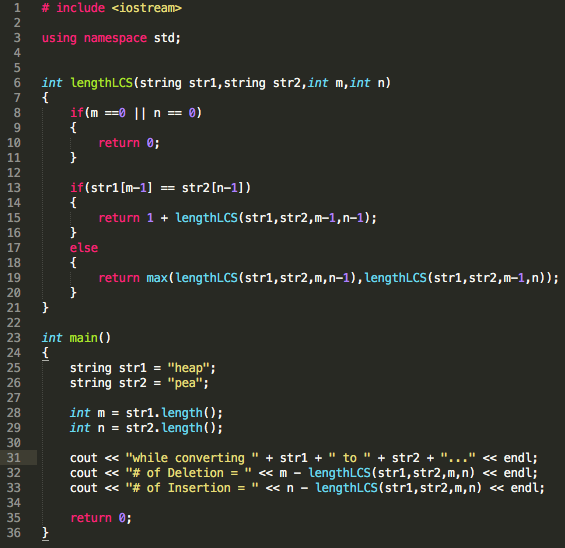 1 # include <iostream>
2
3 using namespace std;
4
5
6 int lengthLCS(string str1,string str2,int m,int n)
7 {
8     if(m ==0 || n == 0)
9     {
10         return 0;
11     }
12
13     if(str1[m-1] == str2[n-1])
14     {
15         return 1 + lengthLCS(str1,str2,m-1,n-1);
16     }
17     else
18     {
19         return max(lengthLCS(str1,str2,m,n-1),lengthLCS(str1,str2,m-1,n));
20     }
21 }
22
23 int main()
24 {
25     string str1 = "heap";
26     string str2 = "pea";
27
28     int m = str1.length();
29     int n = str2.length();
30
31     cout << "while converting " + str1 + " to " + str2 + "..." << endl;
32     cout << "# of Deletion = " << m - lengthLCS(str1,str2,m,n) << endl;
33     cout << "# of Insertion = " << n - lengthLCS(str1,str2,m,n) << endl;
34
35     return 0;
36 }